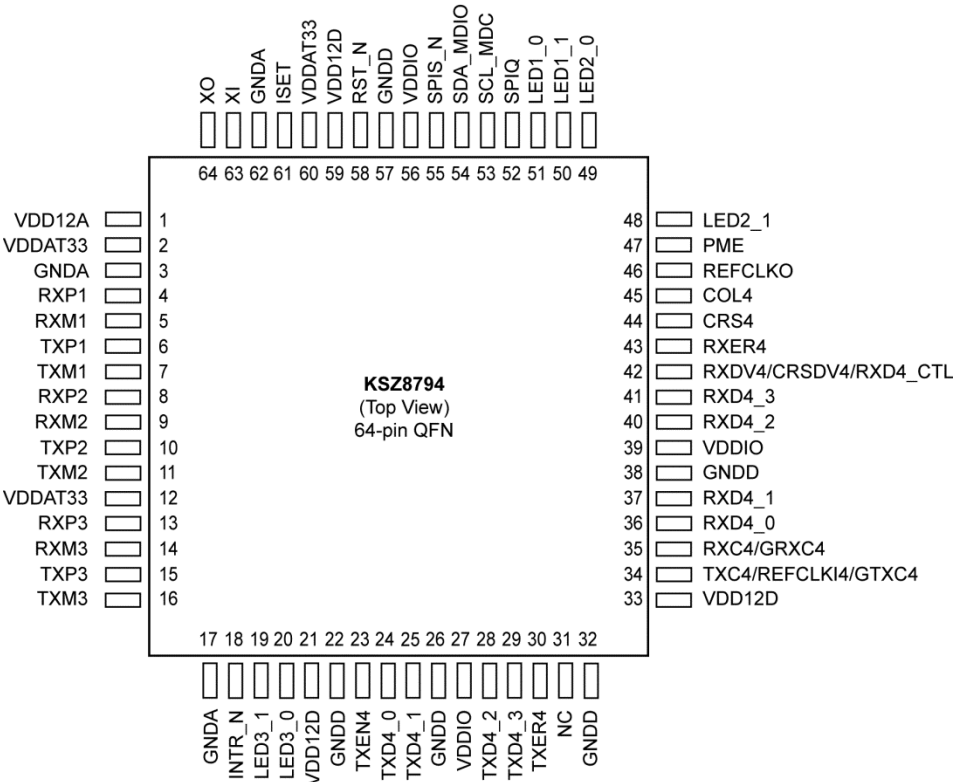 XO
XI
GNDA
ISET
VDDAT33
VDD12D
RST_N
GNDD
VDDIO
SPIS_N
SDA_MDIO
SCL_MDC
SPIQ
LED1_0
LED1_1
LED2_0
64 63 62 61 60 59 58 57 56 55 54 53 52 51 50 49
VDD12A 1
VDDAT33 2
GNDA 3
RXP1 4
RXM1 5
TXP1 6
TXM1 7
RXP2 8
RXM2 9
TXP2 10
TXM2 11
VDDAT33 12
RXP3 13
RXM3 14
TXP3 15
TXM3 16
KSZ8794
(Top View)
64-pin QFN
48 LED2_1
47 PME
46 REFCLKO
45 COL4
44 CRS4
43 RXER4
42 RXDV4/CRSDV4/RXD4_CTL
41 RXD4_3
40 RXD4_2
39 VDDIO
38 GNDD
37 RXD4_1
36 RXD4_0
35 RXC4/GRXC4
34 TXC4/REFCLKI4/GTXC4
33 VDD12D
17 18 19 20 21 22 23 24 25 26 27 28 29 30 31 32
GNDA
INTR_N
LED3_1
LED3_0
VDD12D
GNDD
TXEN4
TXD4_0
TXD4_1
GNDD
VDDIO
TXD4_2
TXD4_3
TXER4
NC
GNDD